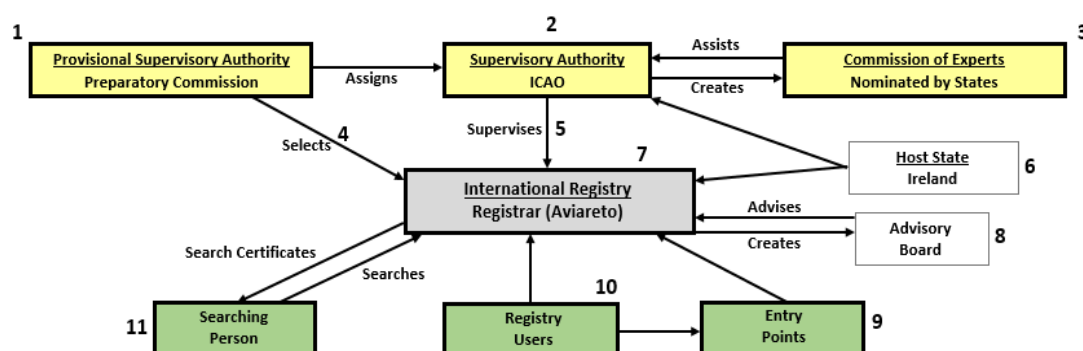 1
2
3
Provisional Supervisory Authority
Preparatory Commission
Assigns
Supervisory Authority
ICAO
Assists
Creates
Commission of Experts
Nominated by States
Selects
4
Supervises
5
6
Host State
Ireland
7
International Registry
Registrar (Aviareto)
Advises
Creates
Advisory
Board
8
Search Certificates
Searches
10
11
Searching
Person
Registry
Users
Entry
Points
9